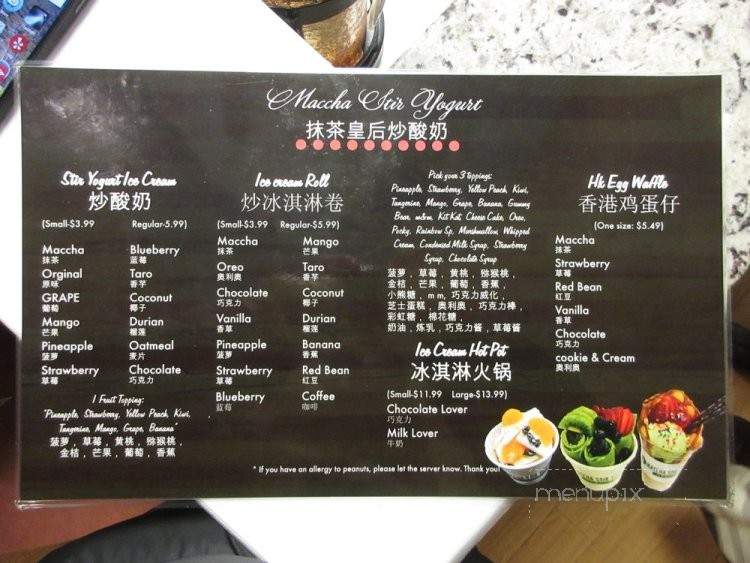 Maccha Stir Yogurt
抹茶皇后炒酸奶
Stir Yogurt Ice Cream
炒酸奶
(Small-$3.99 Regular-5.99)
Maccha
抹茶
Orginal
原味
GRAPE
葡萄
Mango
芒果
Pineapple
菠萝
Strawberry
草莓
Blueberry
蓝莓
Taro
香芋
Coconut
椰子
Durian
榴莲
Oatmeal
麦片
Chocolate
巧克力
1 Fruit Topping:
"Pineapple, Strawberry, Yellow Peach, Kiwi,
Tangerine, Mango, Grape, Banana"
菠萝，草莓，黄桃，猕猴桃，
金桔，芒果，葡萄，香蕉
Ice cream Roll
炒冰淇淋卷
(Small-$3.99 Regular-$5.99)
Maccha
抹茶
Oreo
奥利奥
Chocolate
巧克力
Vanilla
香草
Pineapple
菠萝
Strawberry
草莓
Blueberry
蓝莓
Mango
芒果
Taro
香芋
Coconut
椰子
Durian
榴莲
Banana
香蕉
Red Bean
红豆
Coffee
咖啡
Pick your 3 toppings:
Pineapple, Strawberry, Yellow Peach, Kiwi,
Tangerine, Mango, Grape, Banana, Gummy
Bear, m&m, Kit Kat, Cheese Cake, Oreo,
Pocky, Rainbow Sp, Marshmallow, Whipped
Cream, Condensed Milk Syrup, Strawberry
Syrup, Chocolate Syrup
菠萝，草莓，黄桃，猕猴桃，
金桔，芒果，葡萄，香蕉，
小熊糖，mm, 巧克力威化，
芝士蛋糕，奥利奥，巧克力棒，
彩虹糖，棉花糖，
奶油，炼乳，巧克力酱，草莓酱
Ice Cream Hot Pot
冰淇淋火锅
(Small-$11.99 Large-$13.99)
Chocolate Lover
巧克力
Milk Lover
牛奶
Hk Egg Waffle
香港鸡蛋仔
(One size: $5.49)
Maccha
抹茶
Strawberry
草莓
Red Bean
红豆
Vanilla
香草
Chocolate
巧克力
cookie & Cream
奥利奥
* If you have an allergy to peanuts, please let the server know. Thank you!
menupix